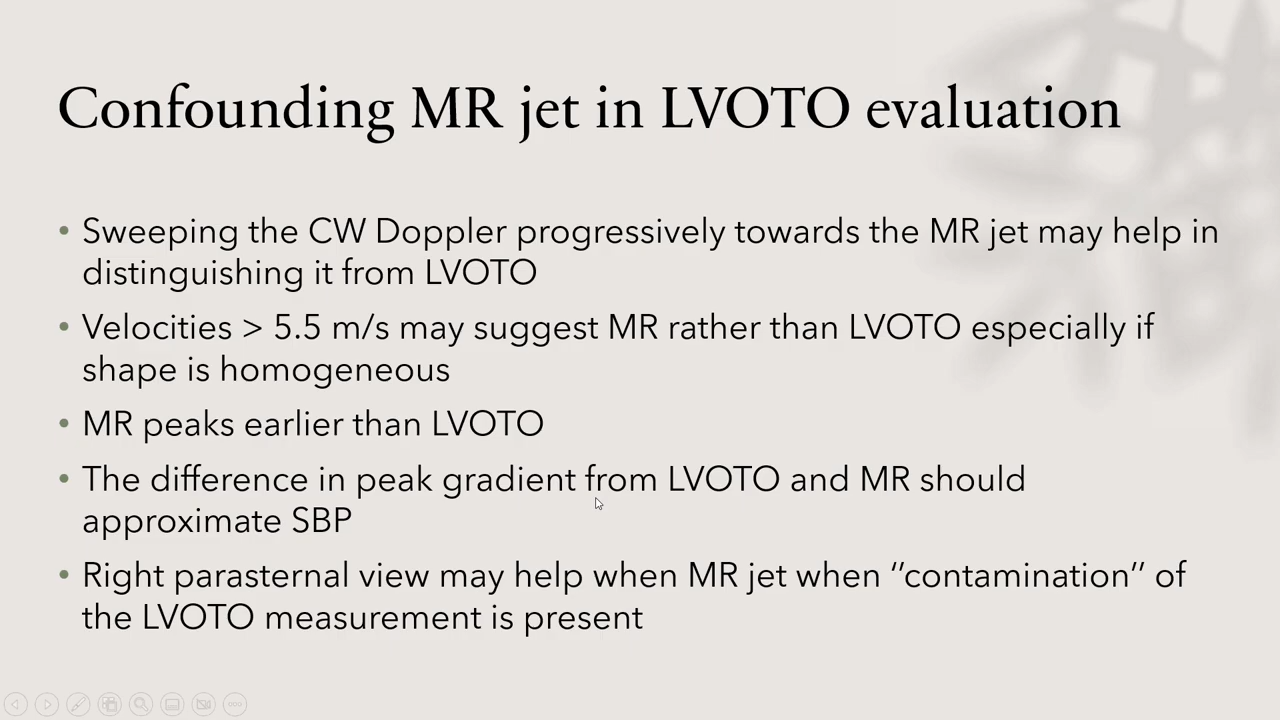 Confounding MR jet in LVOTO evaluation
• Sweeping the CW Doppler progressively towards the MR jet may help in
distinguishing it from LVOTO
• Velocities > 5.5 m/s may suggest MR rather than LVOTO especially if
shape is homogeneous
• MR peaks earlier than LVOTO
• The difference in peak gradient from LVOTO and MR should
approximate SBP
• Right parasternal view may help when MR jet when “contamination” of
the LVOTO measurement is present